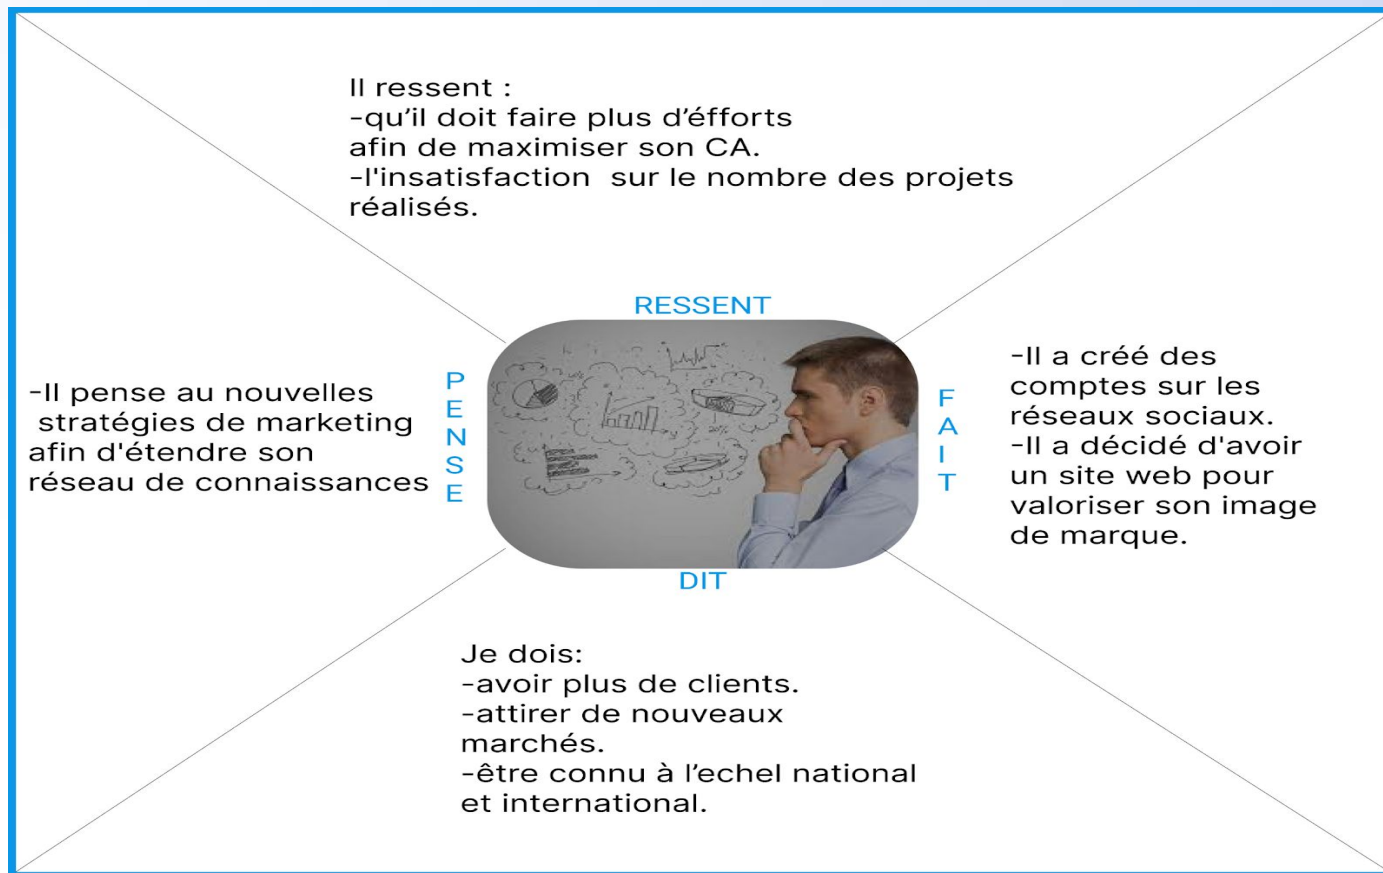 Il ressent :
-qu’il doit faire plus d’éfforts
afin de maximiser son CA.
-l'insatisfaction sur le nombre des projets
réalisés.
RESSENT
-Il pense au nouvelles
stratégies de marketing
afin d'étendre son
réseau de connaissances
PENSE
FAIT
-Il a créé des
comptes sur les
réseaux sociaux.
-Il a décidé d'avoir
un site web pour
valoriser son image
de marque.
DIT
Je dois:
-avoir plus de clients.
-attirer de nouveaux
marchés.
-être connu à l’echel national
et international.